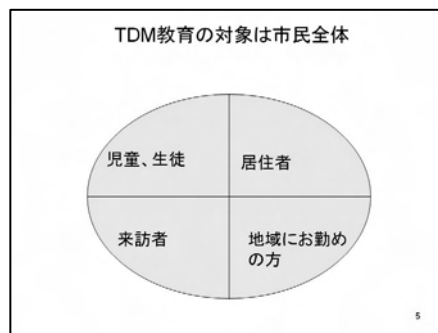 TDM教育の対象は市民全体
児童、生徒
居住者
来訪者
地域にお勤め
の方
5